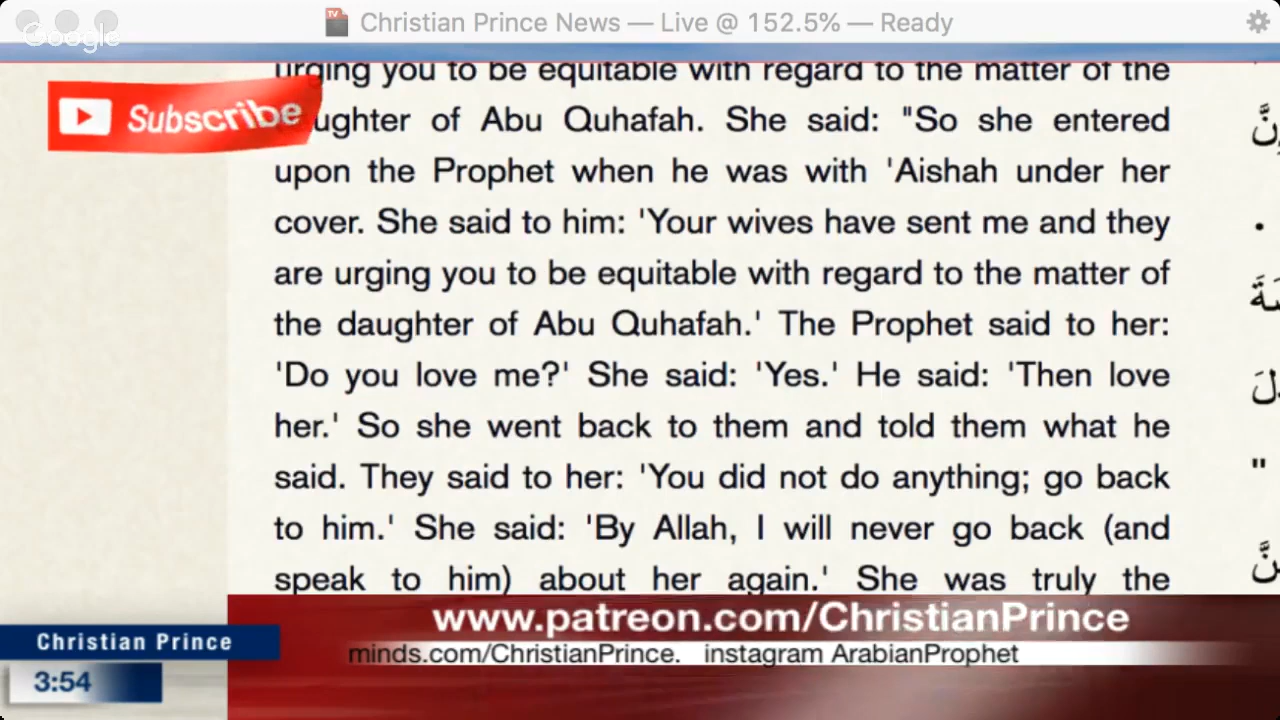 Christian Prince News — Live @ 152.5% — Ready
Google
TV
urging you to be equitable with regard to the matter of the
Subscribe
daughter of Abu Quhafah. She said: "So she entered
upon the Prophet when he was with 'Aishah under her
cover. She said to him: 'Your wives have sent me and they
are urging you to be equitable with regard to the matter of
the daughter of Abu Quhafah.' The Prophet said to her:
'Do you love me?' She said: 'Yes.' He said: 'Then love
her.' So she went back to them and told them what he
said. They said to her: 'You did not do anything; go back
to him.' She said: 'By Allah, I will never go back (and
speak to him) about her again.' She was truly the
www.patreon.com/ChristianPrince
Christian Prince
minds.com/ChristianPrince. instagram ArabianProphet
3:54